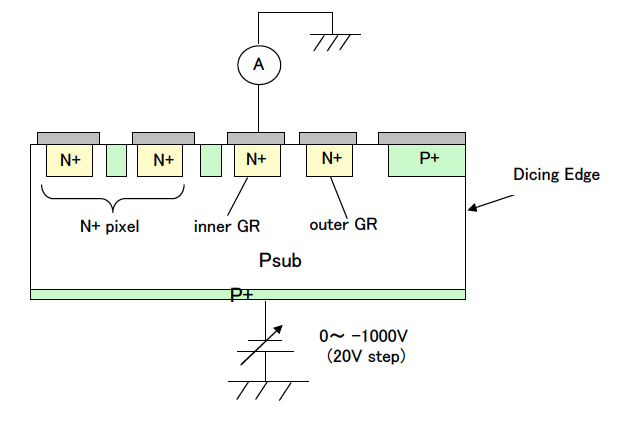 A
N+
N+
N+
N+
P+
Dicing Edge
N+ pixel
inner GR
outer GR
Psub
P+
0～ -1000V
(20V step)